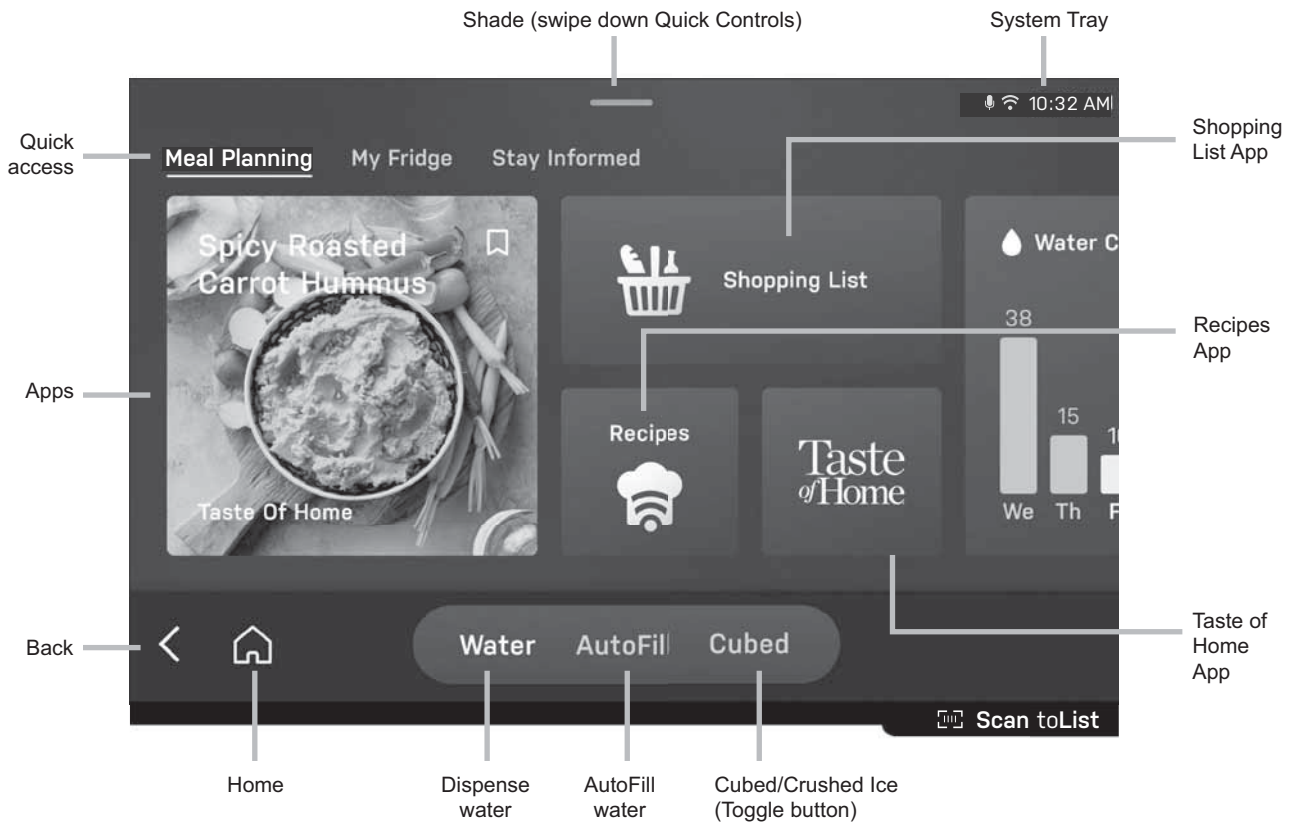 Shade (swipe down Quick Controls)
System Tray
10:32 AM
Quick
access
Meal Planning
My Fridge
Stay Informed
Shopping
List App
Spicy Roasted
Carrot Hummus
Shopping List
Water C
38
15
We
Th
F
Recipes
App
Apps
Recipes
Taste
of Home
Taste Of Home
Back
Water
AutoFill
Cubed
Taste of
Home
App
Scan toList
Home
Dispense
water
AutoFill
water
Cubed/Crushed Ice
(Toggle button)